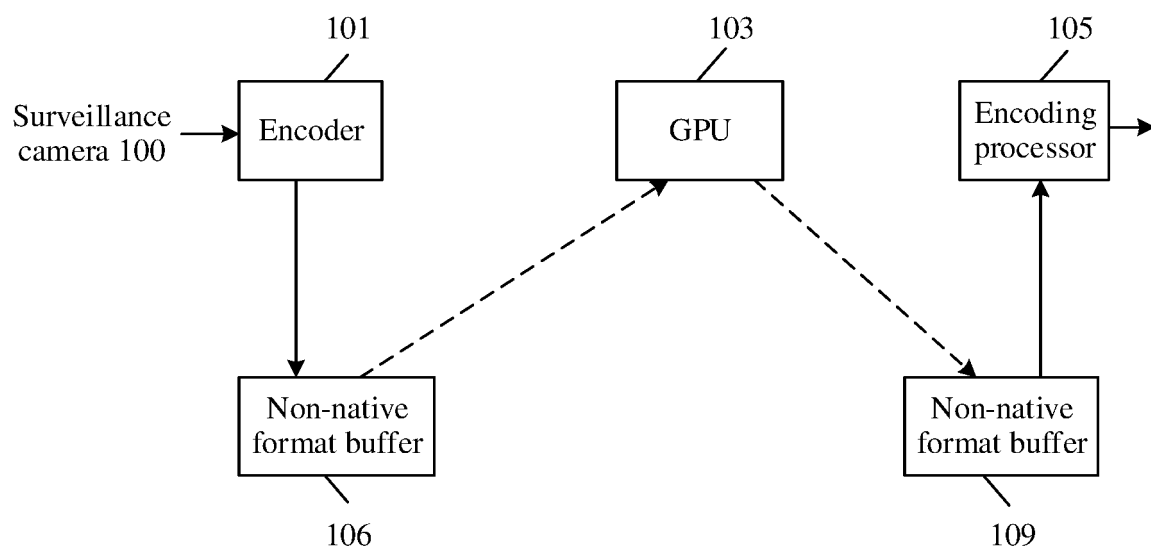 101
103
105
Surveillance
camera 100
Encoder
GPU
Encoding
processor
Non-native
format buffer
Non-native
format buffer
106
109